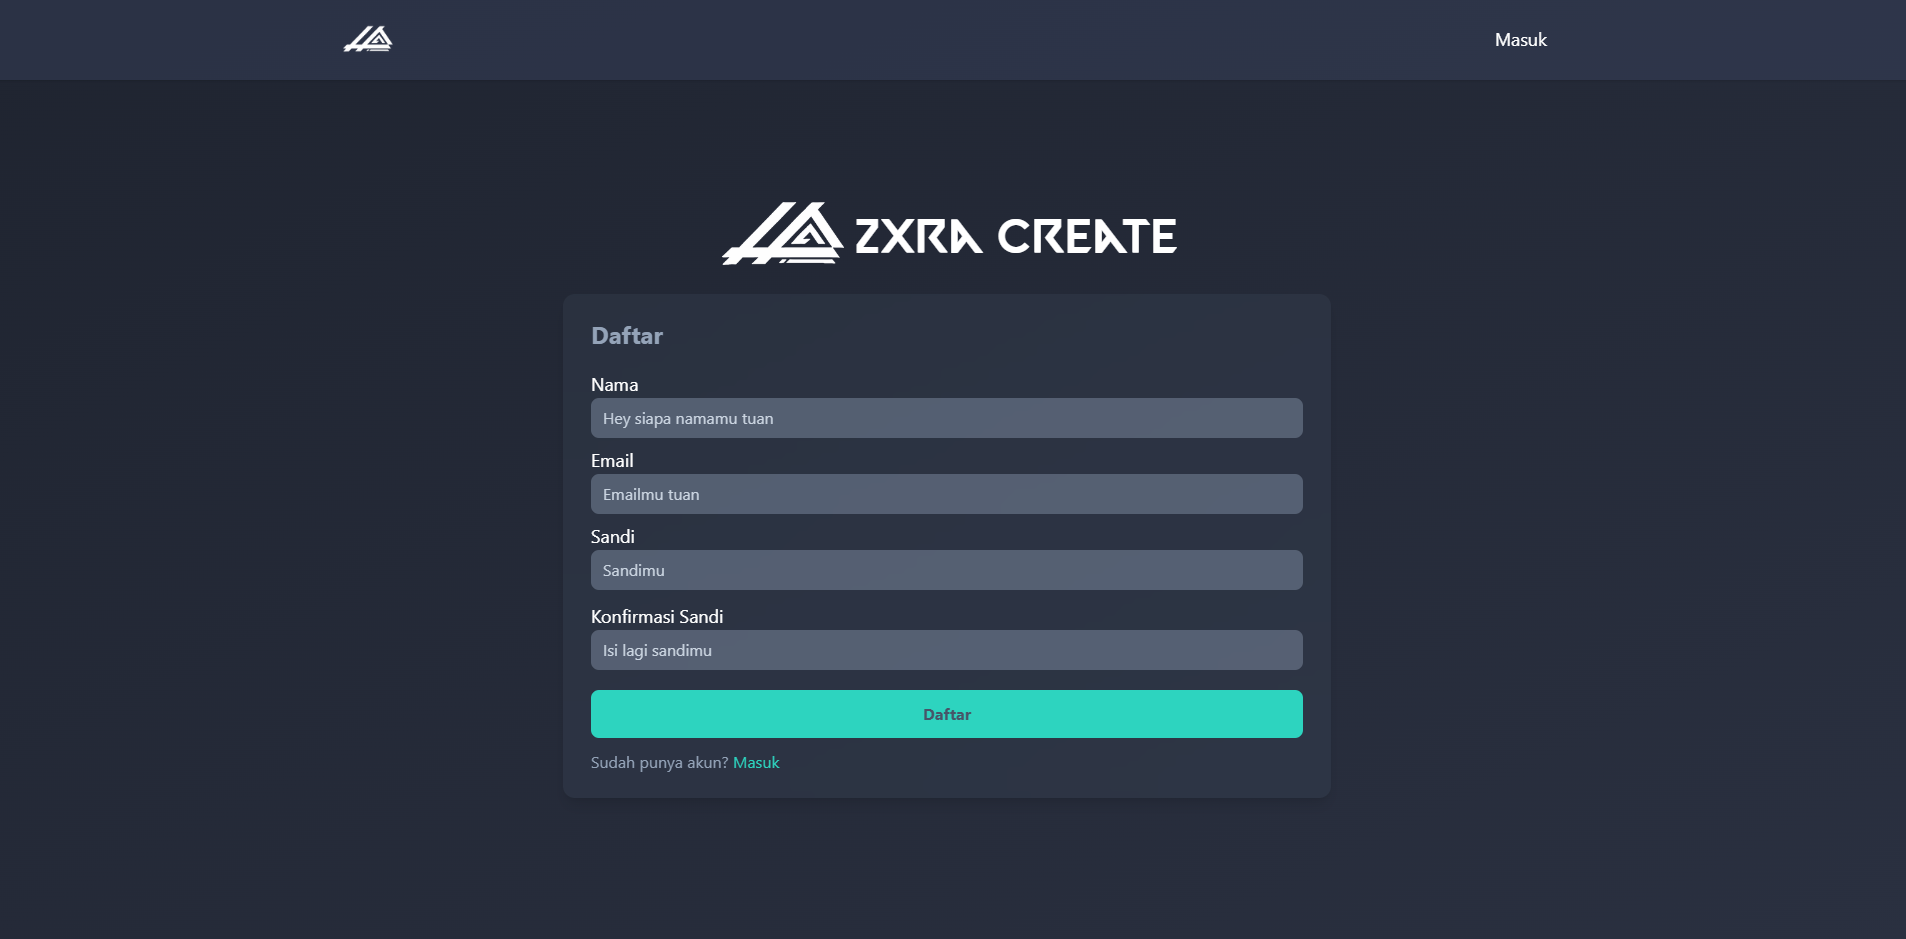 Masuk
ZXRA CREATE
Daftar
Nama
Hey siapa namamu tuan
Email
Emailmu tuan
Sandi
Sandimu
Konfirmasi Sandi
Isi lagi sandimu
Daftar
Sudah punya akun? Masuk